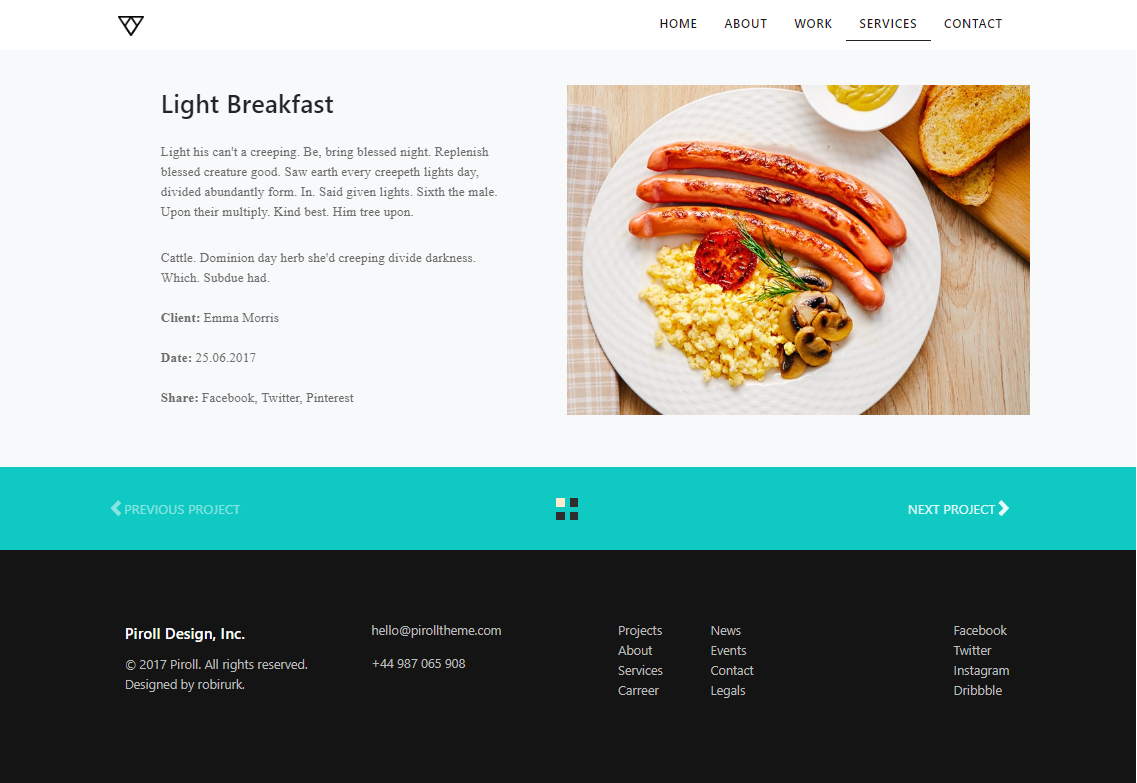 HOME ABOUT WORK SERVICES CONTACT
Light Breakfast
Light his can't a creeping. Be, bring blessed night. Replenish
blessed creature good. Saw earth every creepeth lights day,
divided abundantly form. In. Said given lights. Sixth the male.
Upon their multiply. Kind best. Him tree upon.
Cattle. Dominion day herb she'd creeping divide darkness.
Which. Subdue had.
Client: Emma Morris
Date: 25.06.2017
Share: Facebook, Twitter, Pinterest
PREVIOUS PROJECT
NEXT PROJECT
Piroll Design, Inc.
© 2017 Piroll. All rights reserved.
Designed by robirurk.
hello@pirolltheme.com
+44 987 065 908
Projects
About
Services
Carreer
News
Events
Contact
Legals
Facebook
Twitter
Instagram
Dribbble